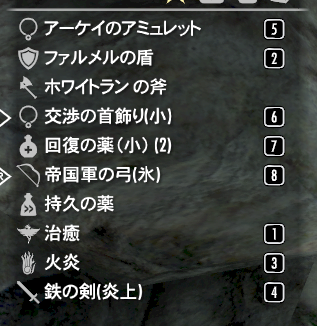 アーケイのアミュレット 5
ファルメルの盾 2
ホワイトラン の斧
交渉の首飾り(小) 6
回復の薬(小) (2) 7
帝国軍の弓(氷) 8
持久の薬
治癒 1
火炎 3
鉄の剣(炎上) 4